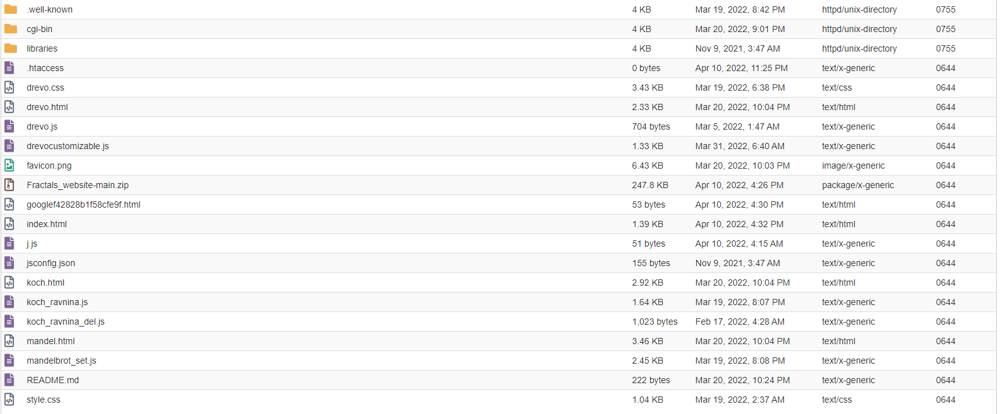 .well-known 4 KB Mar 19, 2022, 8:42 PM httpd/unix-directory 0755
cgi-bin 4 KB Mar 20, 2022, 9:01 PM httpd/unix-directory 0755
libraries 4 KB Nov 9, 2021, 3:47 AM httpd/unix-directory 0755
.htaccess 0 bytes Apr 10, 2022, 11:25 PM text/x-generic 0644
drevo.css 3.43 KB Mar 19, 2022, 6:38 PM text/css 0644
drevo.html 2.33 KB Mar 20, 2022, 10:04 PM text/html 0644
drevo.js 704 bytes Mar 5, 2022, 1:47 AM text/x-generic 0644
drevocustomizable.js 1.33 KB Mar 31, 2022, 6:40 AM text/x-generic 0644
favicon.png 6.43 KB Mar 20, 2022, 10:03 PM image/x-generic 0644
Fractals_website-main.zip 247.8 KB Apr 10, 2022, 4:26 PM package/x-generic 0644
googlef42828b1f58cfe9f.html 53 bytes Apr 10, 2022, 4:30 PM text/html 0644
index.html 1.39 KB Apr 10, 2022, 4:32 PM text/html 0644
j.js 51 bytes Apr 10, 2022, 4:15 AM text/x-generic 0644
jsconfig.json 155 bytes Nov 9, 2021, 3:47 AM text/x-generic 0644
koch.html 2.92 KB Mar 20, 2022, 10:04 PM text/html 0644
koch_ravnina.js 1.64 KB Mar 19, 2022, 8:07 PM text/x-generic 0644
koch_ravnina_del.js 1,023 bytes Feb 17, 2022, 4:28 AM text/x-generic 0644
mandel.html 3.46 KB Mar 20, 2022, 10:04 PM text/html 0644
mandelbrot_set.js 2.45 KB Mar 19, 2022, 8:08 PM text/x-generic 0644
README.md 222 bytes Mar 20, 2022, 10:24 PM text/x-generic 0644
style.css 1.04 KB Mar 19, 2022, 2:37 AM text/css 0644